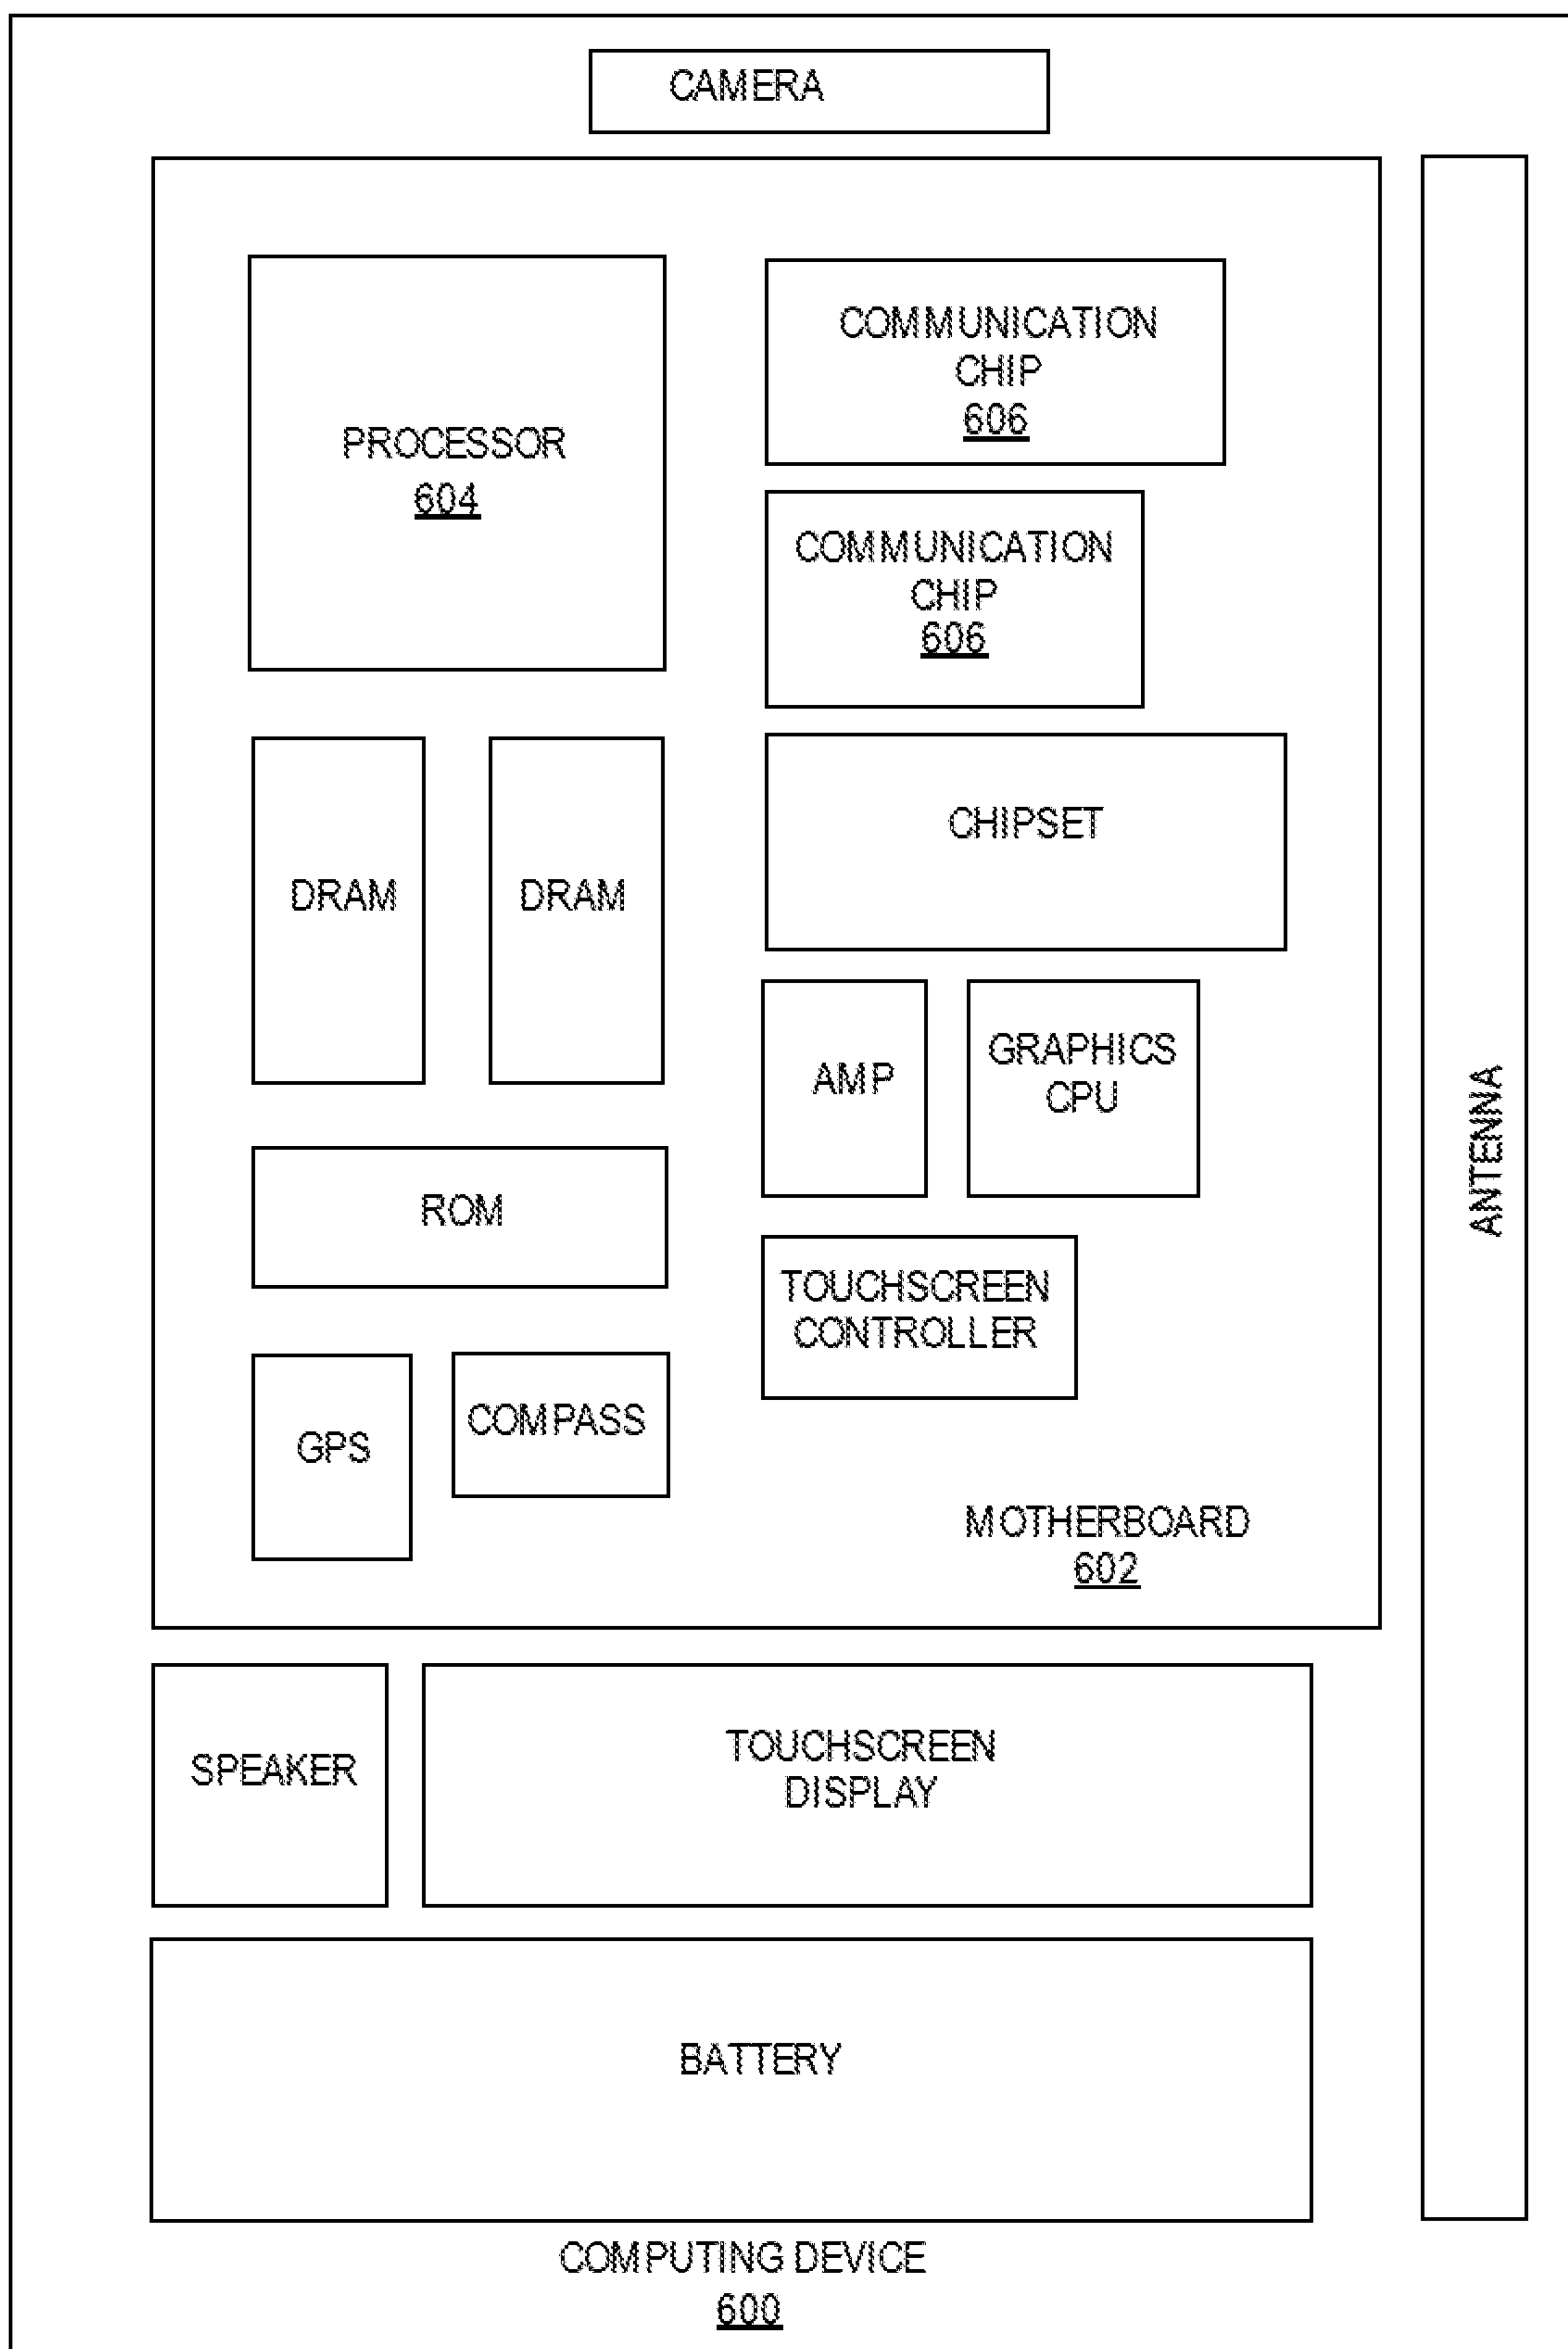 CAMERA
PROCESSOR
604
COMMUNICATION
CHIP
606
COMMUNICATION
CHIP
606
DRAM
DRAM
CHIPSET
AMP
GRAPHICS
CPU
ROM
TOUCHSCREEN
CONTROLLER
GPS
COMPASS
MOTHERBOARD
602
ANTENNA
SPEAKER
TOUCHSCREEN
DISPLAY
BATTERY
COMPUTING DEVICE
600